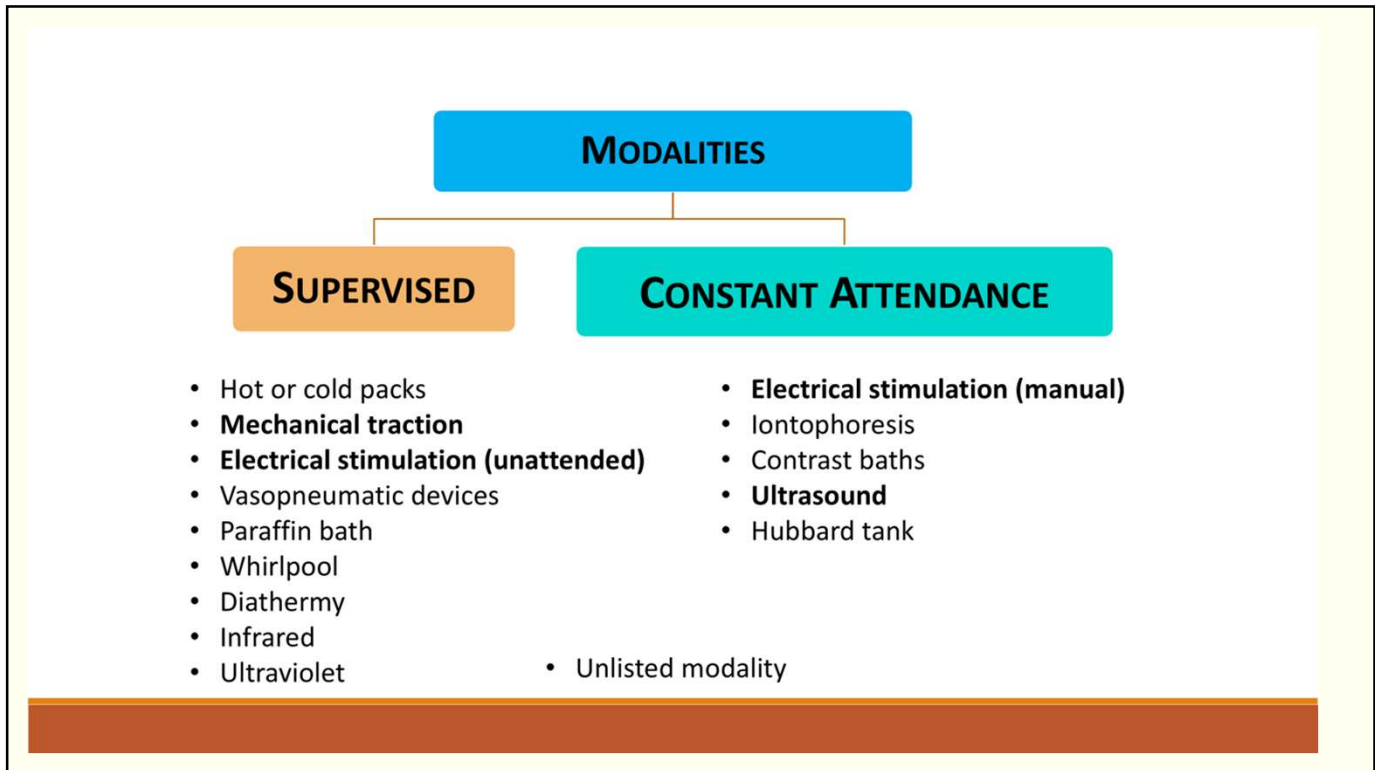 MODALITIES
SUPERVISED
CONSTANT ATTENDANCE
• Hot or cold packs
• Mechanical traction
• Electrical stimulation (unattended)
• Vasopneumatic devices
• Paraffin bath
• Whirlpool
• Diathermy
• Infrared
• Ultraviolet
• Electrical stimulation (manual)
• Iontophoresis
• Contrast baths
• Ultrasound
• Hubbard tank
• Unlisted modality